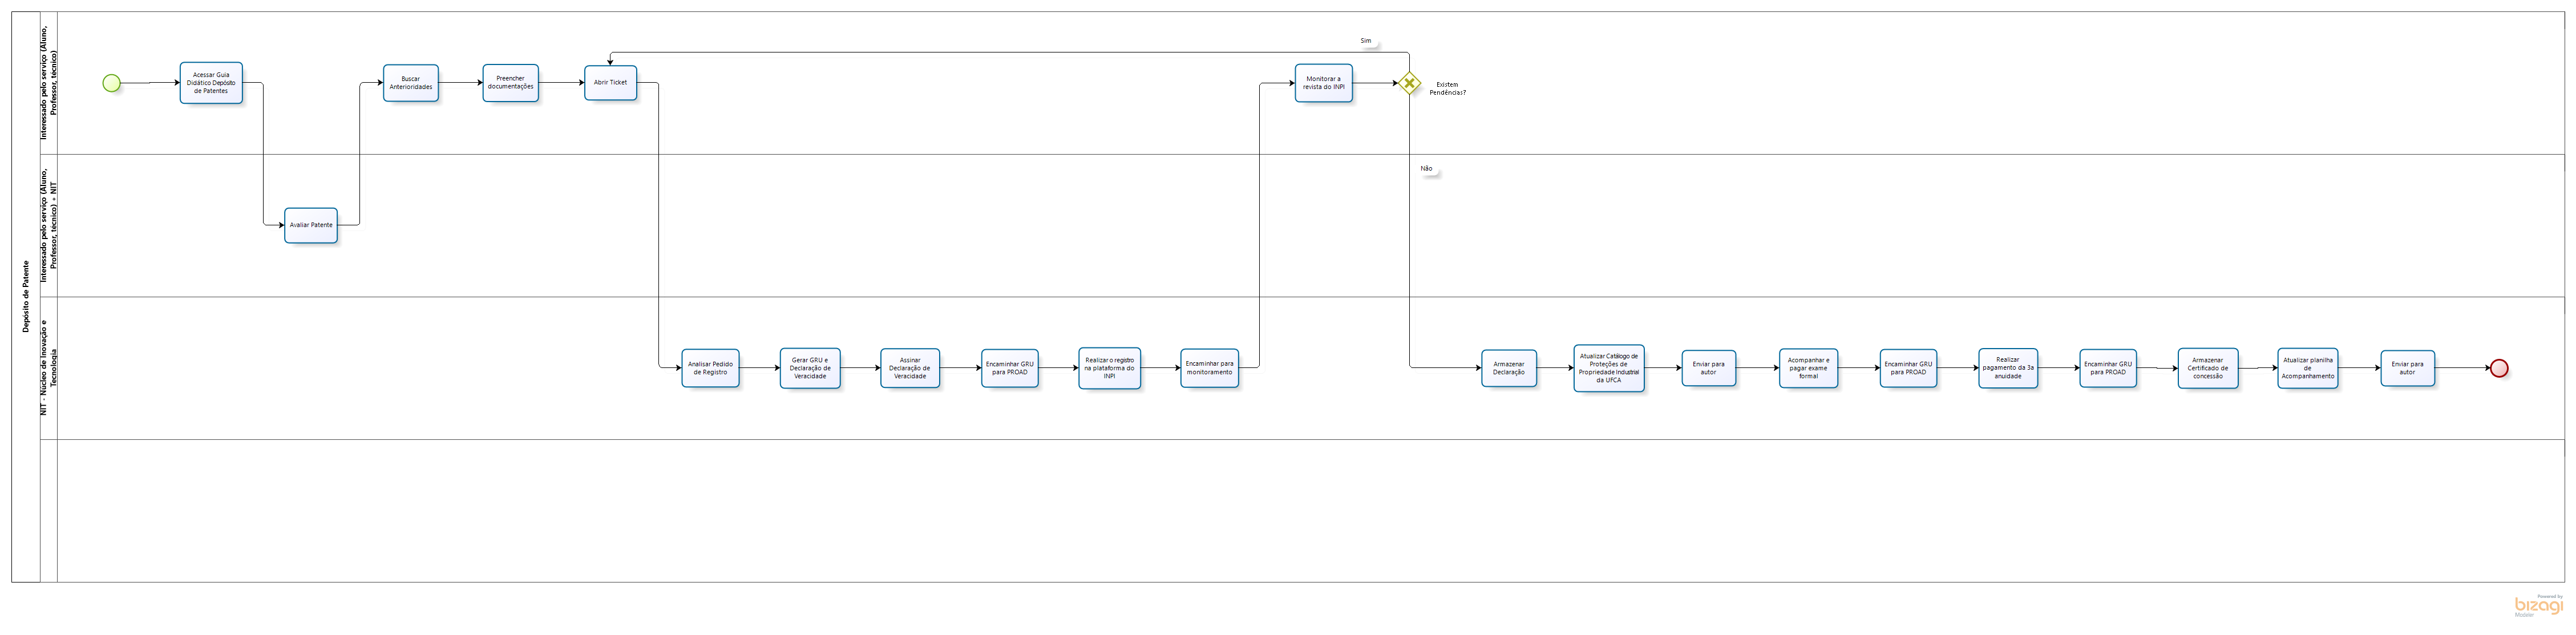 Depósito de Patente
Interessado pelo serviço (Aluno,
Professor, técnico)
Acessar Guia
Didático Depósito
de Patentes
Buscar
Anterioridades
Preencher
documentações
Abrir Ticket
Monitorar a
revista do INPI
Sim
Existem
Pendências?
Não
Interessado pelo serviço (Aluno,
Professor, técnico) + NIT
Avaliar Patente
NIT - Núcleo de Inovação e
Tecnologia
Analisar Pedido
de Registro
Gerar GRU e
Declaração de
Veracidade
Assinar
Declaração de
Veracidade
Encaminhar GRU
para PROAD
Realizar o registro
na plataforma do
INPI
Encaminhar para
monitoramento
Armazenar
Declaração
Atualizar Catálogo de
Proteções de
Propriedade Industrial
da UFCA
Enviar para
autor
Acompanhar e
pagar exame
formal
Encaminhar GRU
para PROAD
Realizar
pagamento da 3a
anuidade
Encaminhar GRU
para PROAD
Armazenar
Certificado de
concessão
Atualizar planilha
de
Acompanhamento
Enviar para
autor
Powered by
bizagi
Modeler